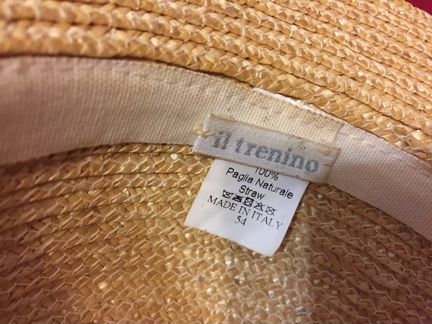 il trenino
100%
Paglia Naturale
Straw
MADE IN ITALY
54